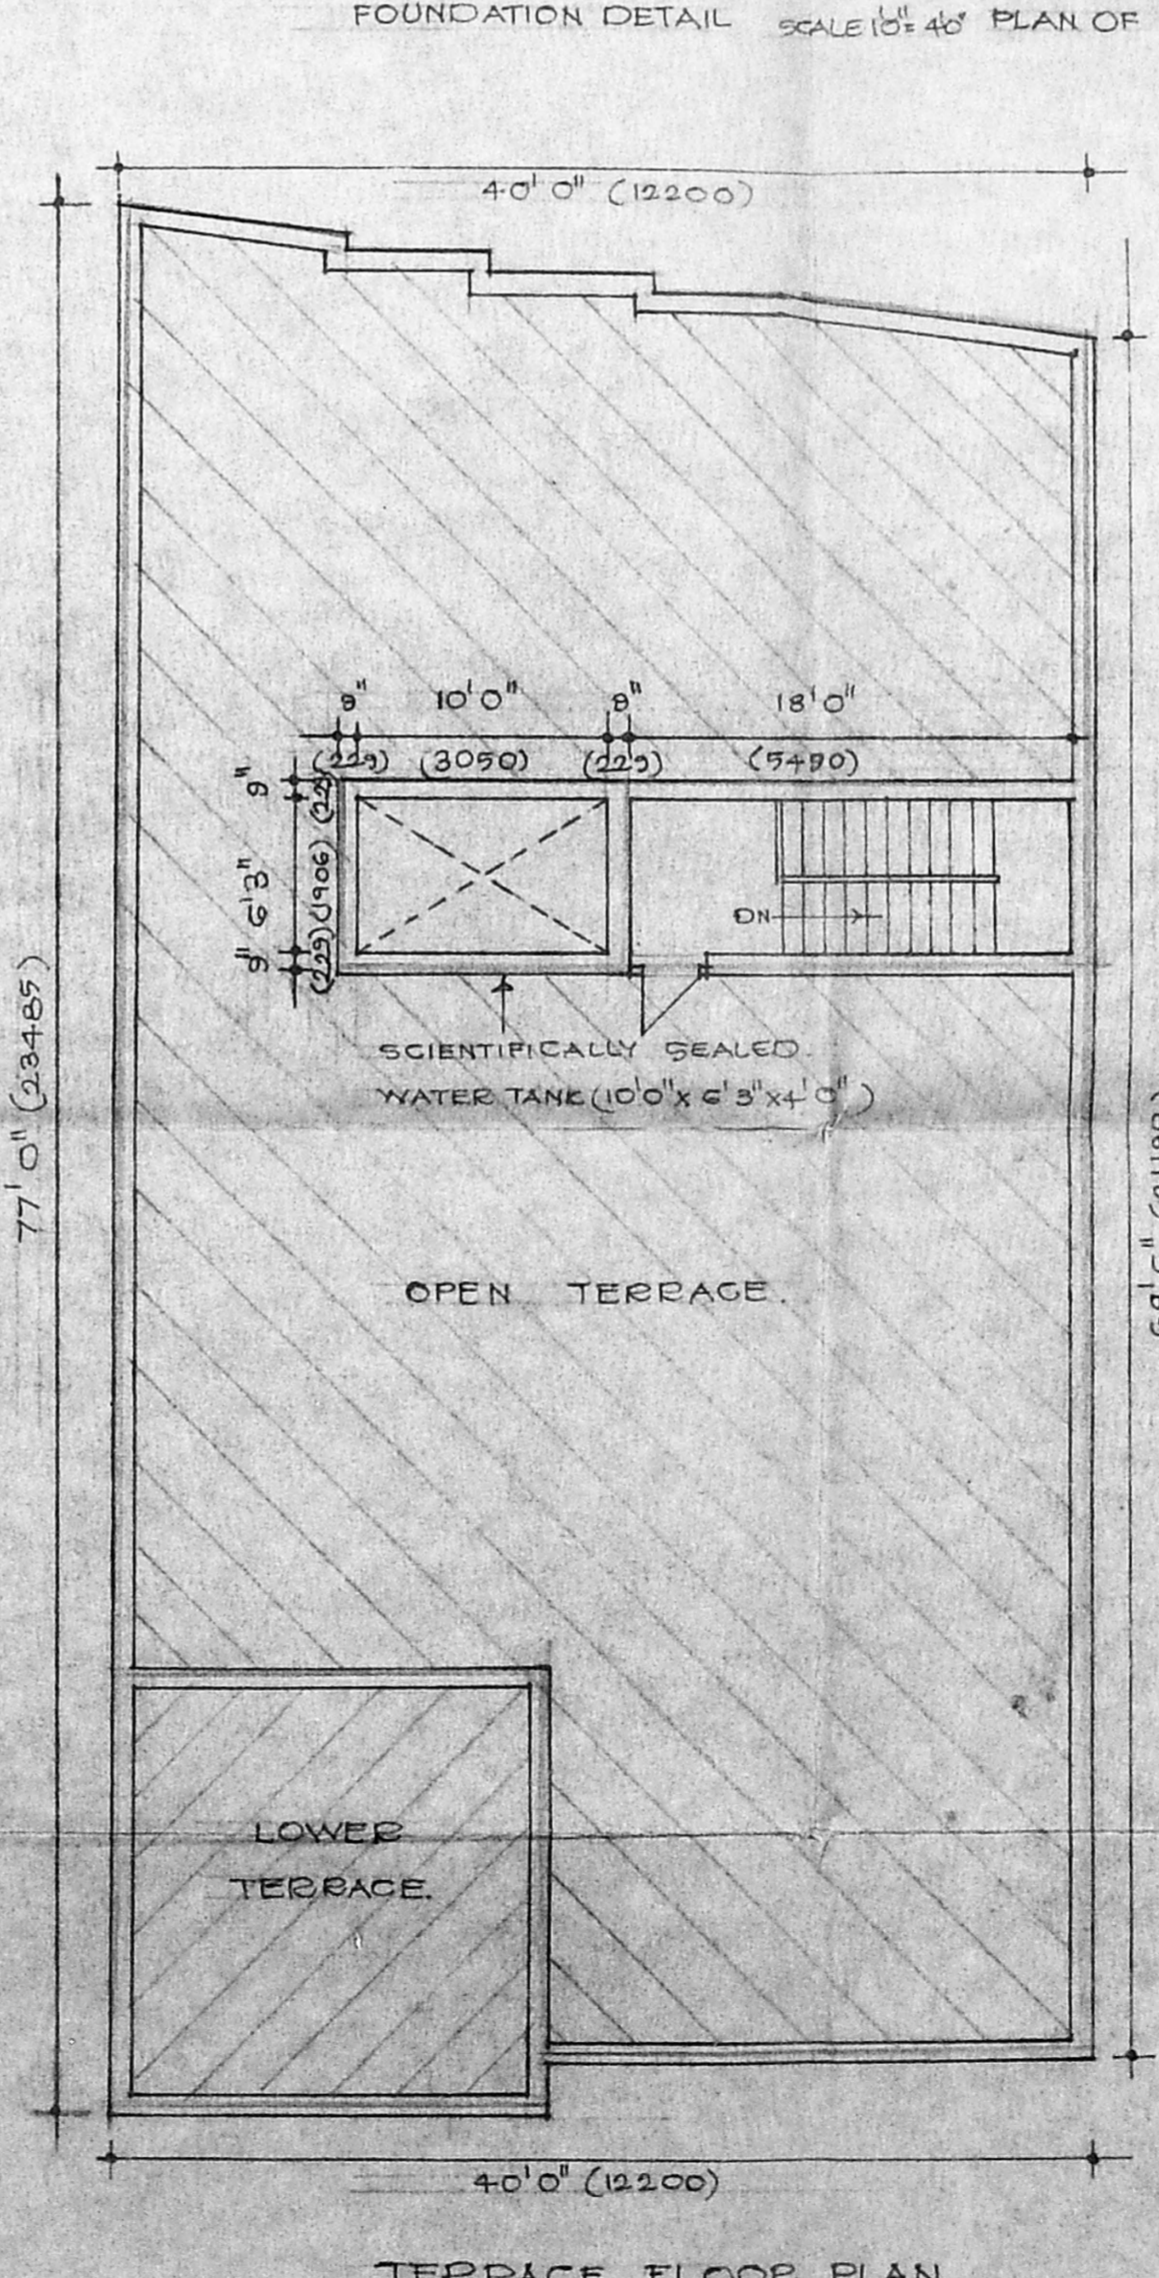 FOUNDATION DETAIL SCALE 1'0"= 4'0" PLAN OF
40' 0" (12200)
9" 10' 0" 9" 18' 0"
(229) (3050) (229) (5490)
9" (229)
6' 3" (1906)
9" (229)
DN
SCIENTIFICALLY SEALED.
WATER TANK (10'0" X 6'3" X 4'0")
77' 0" (23485)
OPEN TERRACE.
LOWER
TERRACE.
40' 0" (12200)
TERRACE FLOOR PLAN